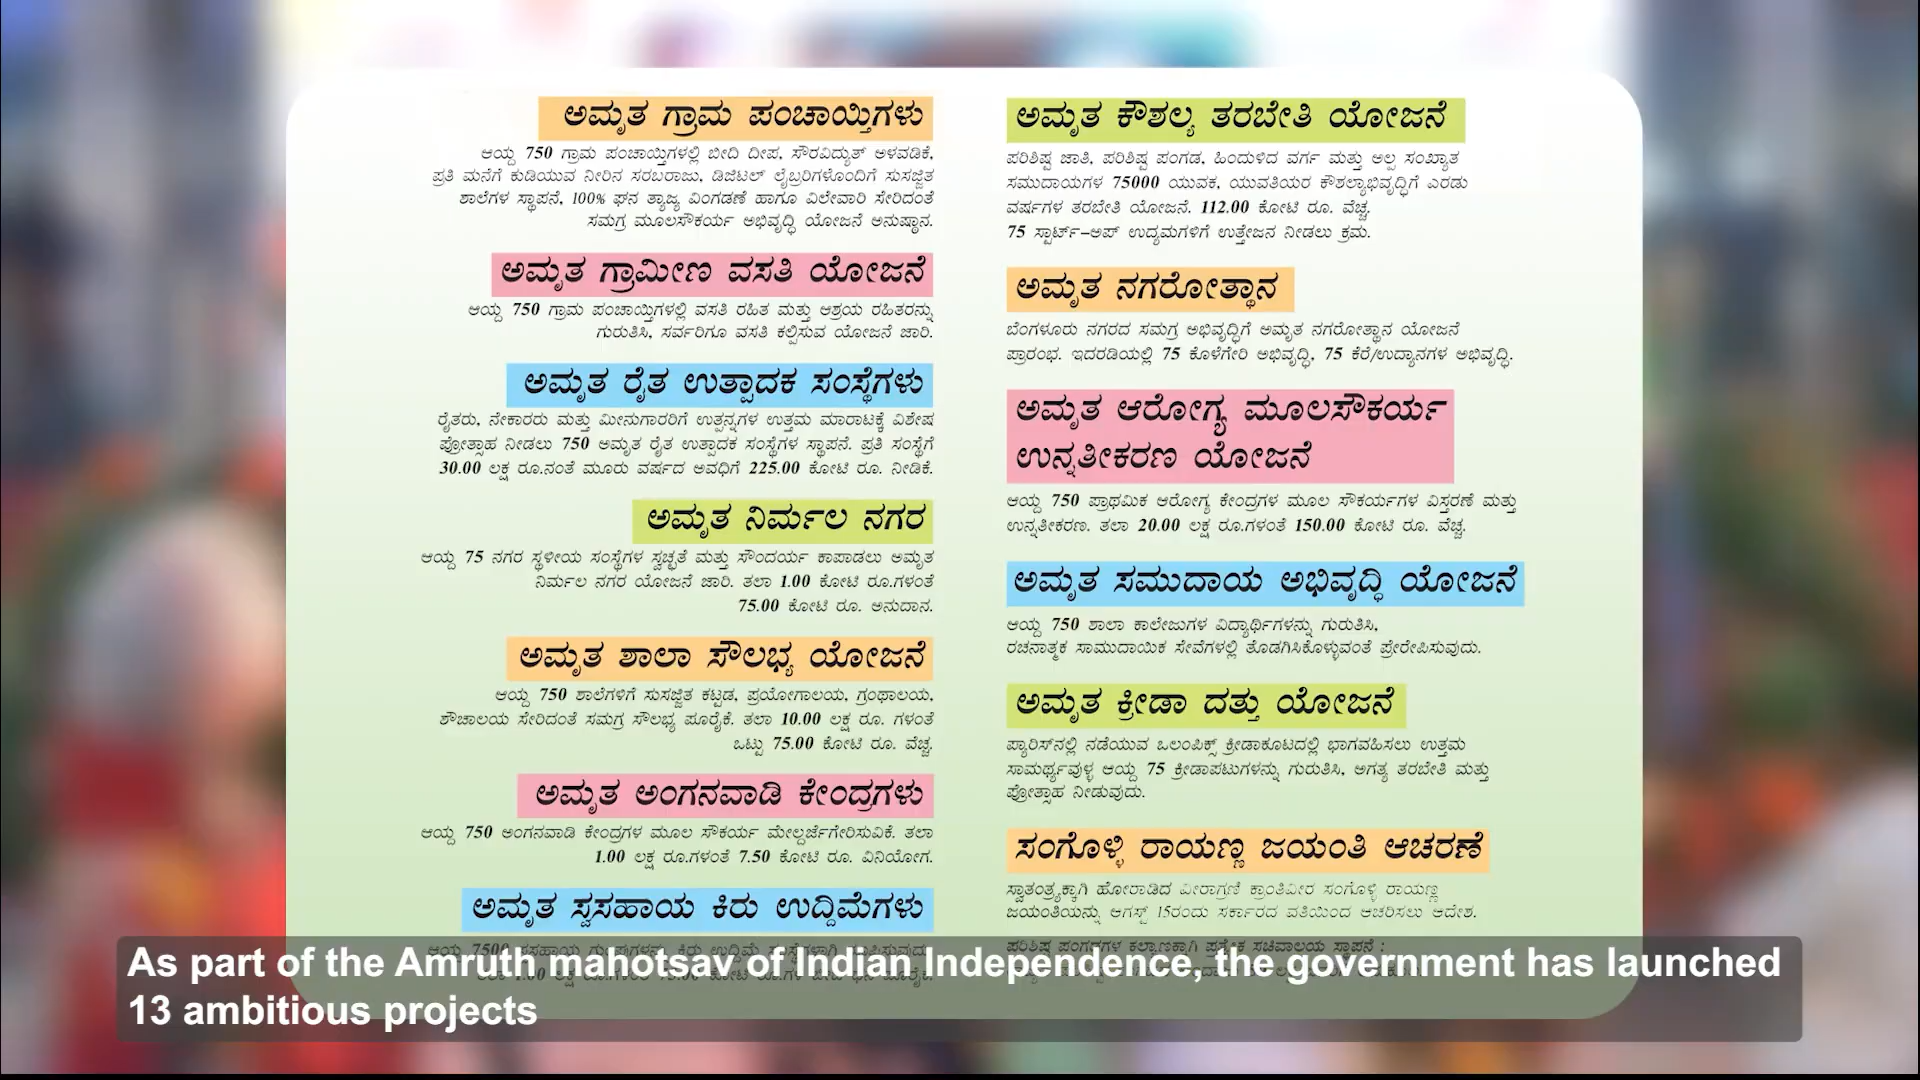 ಅಮೃತ ಗ್ರಾಮ ಪಂಚಾಯ್ತಿಗಳು
ಆಯ್ದ 750 ಗ್ರಾಮ ಪಂಚಾಯ್ತಿಗಳಲ್ಲಿ ಬೀದಿ ದೀಪ, ಸೌರವಿದ್ಯುತ್ ಅಳವಡಿಕೆ,
ಪ್ರತಿ ಮನೆಗೆ ಕುಡಿಯುವ ನೀರಿನ ಸರಬರಾಜು, ಡಿಜಿಟಲ್ ಲೈಬ್ರರಿಗಳೊಂದಿಗೆ ಸುಸಜ್ಜಿತ
ಶಾಲೆಗಳ ಸ್ಥಾಪನೆ, 100% ಘನ ತ್ಯಾಜ್ಯ ವಿಂಗಡಣೆ ಹಾಗೂ ವಿಲೇವಾರಿ ಸೇರಿದಂತೆ
ಸಮಗ್ರ ಮೂಲಸೌಕರ್ಯ ಅಭಿವೃದ್ಧಿ ಯೋಜನೆ ಅನುಷ್ಠಾನ.
ಅಮೃತ ಗ್ರಾಮೀಣ ವಸತಿ ಯೋಜನೆ
ಆಯ್ದ 750 ಗ್ರಾಮ ಪಂಚಾಯ್ತಿಗಳಲ್ಲಿ ವಸತಿ ರಹಿತ ಮತ್ತು ಆಶ್ರಯ ರಹಿತರನ್ನು
ಗುರುತಿಸಿ, ಸರ್ವರಿಗೂ ವಸತಿ ಕಲ್ಪಿಸುವ ಯೋಜನೆ ಜಾರಿ.
ಅಮೃತ ರೈತ ಉತ್ಪಾದಕ ಸಂಸ್ಥೆಗಳು
ರೈತರು, ನೇಕಾರರು ಮತ್ತು ಮೀನುಗಾರರಿಗೆ ಉತ್ಪನ್ನಗಳ ಉತ್ತಮ ಮಾರಾಟಕ್ಕೆ ವಿಶೇಷ
ಪ್ರೋತ್ಸಾಹ ನೀಡಲು 750 ಅಮೃತ ರೈತ ಉತ್ಪಾದಕ ಸಂಸ್ಥೆಗಳ ಸ್ಥಾಪನೆ. ಪ್ರತಿ ಸಂಸ್ಥೆಗೆ
30.00 ಲಕ್ಷ ರೂ.ನಂತೆ ಮೂರು ವರ್ಷದ ಅವಧಿಗೆ 225.00 ಕೋಟಿ ರೂ. ನೀಡಿಕೆ.
ಅಮೃತ ನಿರ್ಮಲ ನಗರ
ಆಯ್ದ 75 ನಗರ ಸ್ಥಳೀಯ ಸಂಸ್ಥೆಗಳ ಸ್ವಚ್ಛತೆ ಮತ್ತು ಸೌಂದರ್ಯ ಕಾಪಾಡಲು ಅಮೃತ
ನಿರ್ಮಲ ನಗರ ಯೋಜನೆ ಜಾರಿ. ತಲಾ 1.00 ಕೋಟಿ ರೂ.ಗಳಂತೆ
75.00 ಕೋಟಿ ರೂ. ಅನುದಾನ.
ಅಮೃತ ಶಾಲಾ ಸೌಲಭ್ಯ ಯೋಜನೆ
ಆಯ್ದ 750 ಶಾಲೆಗಳಿಗೆ ಸುಸಜ್ಜಿತ ಕಟ್ಟಡ, ಪ್ರಯೋಗಾಲಯ, ಗ್ರಂಥಾಲಯ,
ಶೌಚಾಲಯ ಸೇರಿದಂತೆ ಸಮಗ್ರ ಸೌಲಭ್ಯ ಪೂರೈಕೆ. ತಲಾ 10.00 ಲಕ್ಷ ರೂ. ಗಳಂತೆ
ಒಟ್ಟು 75.00 ಕೋಟಿ ರೂ. ವೆಚ್ಚ.
ಅಮೃತ ಅಂಗನವಾಡಿ ಕೇಂದ್ರಗಳು
ಆಯ್ದ 750 ಅಂಗನವಾಡಿ ಕೇಂದ್ರಗಳ ಮೂಲ ಸೌಕರ್ಯ ಮೇಲ್ದರ್ಜೆಗೇರಿಸುವಿಕೆ. ತಲಾ
1.00 ಲಕ್ಷ ರೂ.ಗಳಂತೆ 7.50 ಕೋಟಿ ರೂ. ವಿನಿಯೋಗ.
ಅಮೃತ ಸ್ವಸಹಾಯ ಕಿರು ಉದ್ದಿಮೆಗಳು
ಅಮೃತ ಕೌಶಲ್ಯ ತರಬೇತಿ ಯೋಜನೆ
ಪರಿಶಿಷ್ಟ ಜಾತಿ, ಪರಿಶಿಷ್ಟ ಪಂಗಡ, ಹಿಂದುಳಿದ ವರ್ಗ ಮತ್ತು ಅಲ್ಪ ಸಂಖ್ಯಾತ
ಸಮುದಾಯಗಳ 75000 ಯುವಕ, ಯುವತಿಯರ ಕೌಶಲ್ಯಾಭಿವೃದ್ಧಿಗೆ ಎರಡು
ವರ್ಷಗಳ ತರಬೇತಿ ಯೋಜನೆ. 112.00 ಕೋಟಿ ರೂ. ವೆಚ್ಚ.
75 ಸ್ಟಾರ್ಟ್-ಅಪ್ ಉದ್ಯಮಗಳಿಗೆ ಉತ್ತೇಜನ ನೀಡಲು ಕ್ರಮ.
ಅಮೃತ ನಗರೋತ್ಥಾನ
ಬೆಂಗಳೂರು ನಗರದ ಸಮಗ್ರ ಅಭಿವೃದ್ಧಿಗೆ ಅಮೃತ ನಗರೋತ್ಥಾನ ಯೋಜನೆ
ಪ್ರಾರಂಭ. ಇದರಡಿಯಲ್ಲಿ 75 ಕೊಳೆಗೇರಿ ಅಭಿವೃದ್ಧಿ, 75 ಕೆರೆ/ಉದ್ಯಾನಗಳ ಅಭಿವೃದ್ಧಿ.
ಅಮೃತ ಆರೋಗ್ಯ ಮೂಲಸೌಕರ್ಯ
ಉನ್ನತೀಕರಣ ಯೋಜನೆ
ಆಯ್ದ 750 ಪ್ರಾಥಮಿಕ ಆರೋಗ್ಯ ಕೇಂದ್ರಗಳ ಮೂಲ ಸೌಕರ್ಯಗಳ ವಿಸ್ತರಣೆ ಮತ್ತು
ಉನ್ನತೀಕರಣ. ತಲಾ 20.00 ಲಕ್ಷ ರೂ.ಗಳಂತೆ 150.00 ಕೋಟಿ ರೂ. ವೆಚ್ಚ.
ಅಮೃತ ಸಮುದಾಯ ಅಭಿವೃದ್ಧಿ ಯೋಜನೆ
ಆಯ್ದ 750 ಶಾಲಾ ಕಾಲೇಜುಗಳ ವಿದ್ಯಾರ್ಥಿಗಳನ್ನು ಗುರುತಿಸಿ,
ರಚನಾತ್ಮಕ ಸಾಮುದಾಯಿಕ ಸೇವೆಗಳಲ್ಲಿ ತೊಡಗಿಸಿಕೊಳ್ಳುವಂತೆ ಪ್ರೇರೇಪಿಸುವುದು.
ಅಮೃತ ಕ್ರೀಡಾ ದತ್ತು ಯೋಜನೆ
ಪ್ಯಾರಿಸ್‌ನಲ್ಲಿ ನಡೆಯುವ ಒಲಂಪಿಕ್ಸ್ ಕ್ರೀಡಾಕೂಟದಲ್ಲಿ ಭಾಗವಹಿಸಲು ಉತ್ತಮ
ಸಾಮರ್ಥ್ಯವುಳ್ಳ ಆಯ್ದ 75 ಕ್ರೀಡಾಪಟುಗಳನ್ನು ಗುರುತಿಸಿ, ಅಗತ್ಯ ತರಬೇತಿ ಮತ್ತು
ಪ್ರೋತ್ಸಾಹ ನೀಡುವುದು.
ಸಂಗೊಳ್ಳಿ ರಾಯಣ್ಣ ಜಯಂತಿ ಆಚರಣೆ
ಸ್ವಾತಂತ್ರ್ಯಕ್ಕಾಗಿ ಹೋರಾಡಿದ ವೀರಾಗ್ರಣಿ ಕ್ರಾಂತಿವೀರ ಸಂಗೊಳ್ಳಿ ರಾಯಣ್ಣ
ಜಯಂತಿಯನ್ನು ಆಗಸ್ಟ್ 15ರಂದು ಸರ್ಕಾರದ ವತಿಯಿಂದ ಆಚರಿಸಲು ಆದೇಶ.
As part of the Amruth mahotsav of Indian Independence, the government has launched
13 ambitious projects